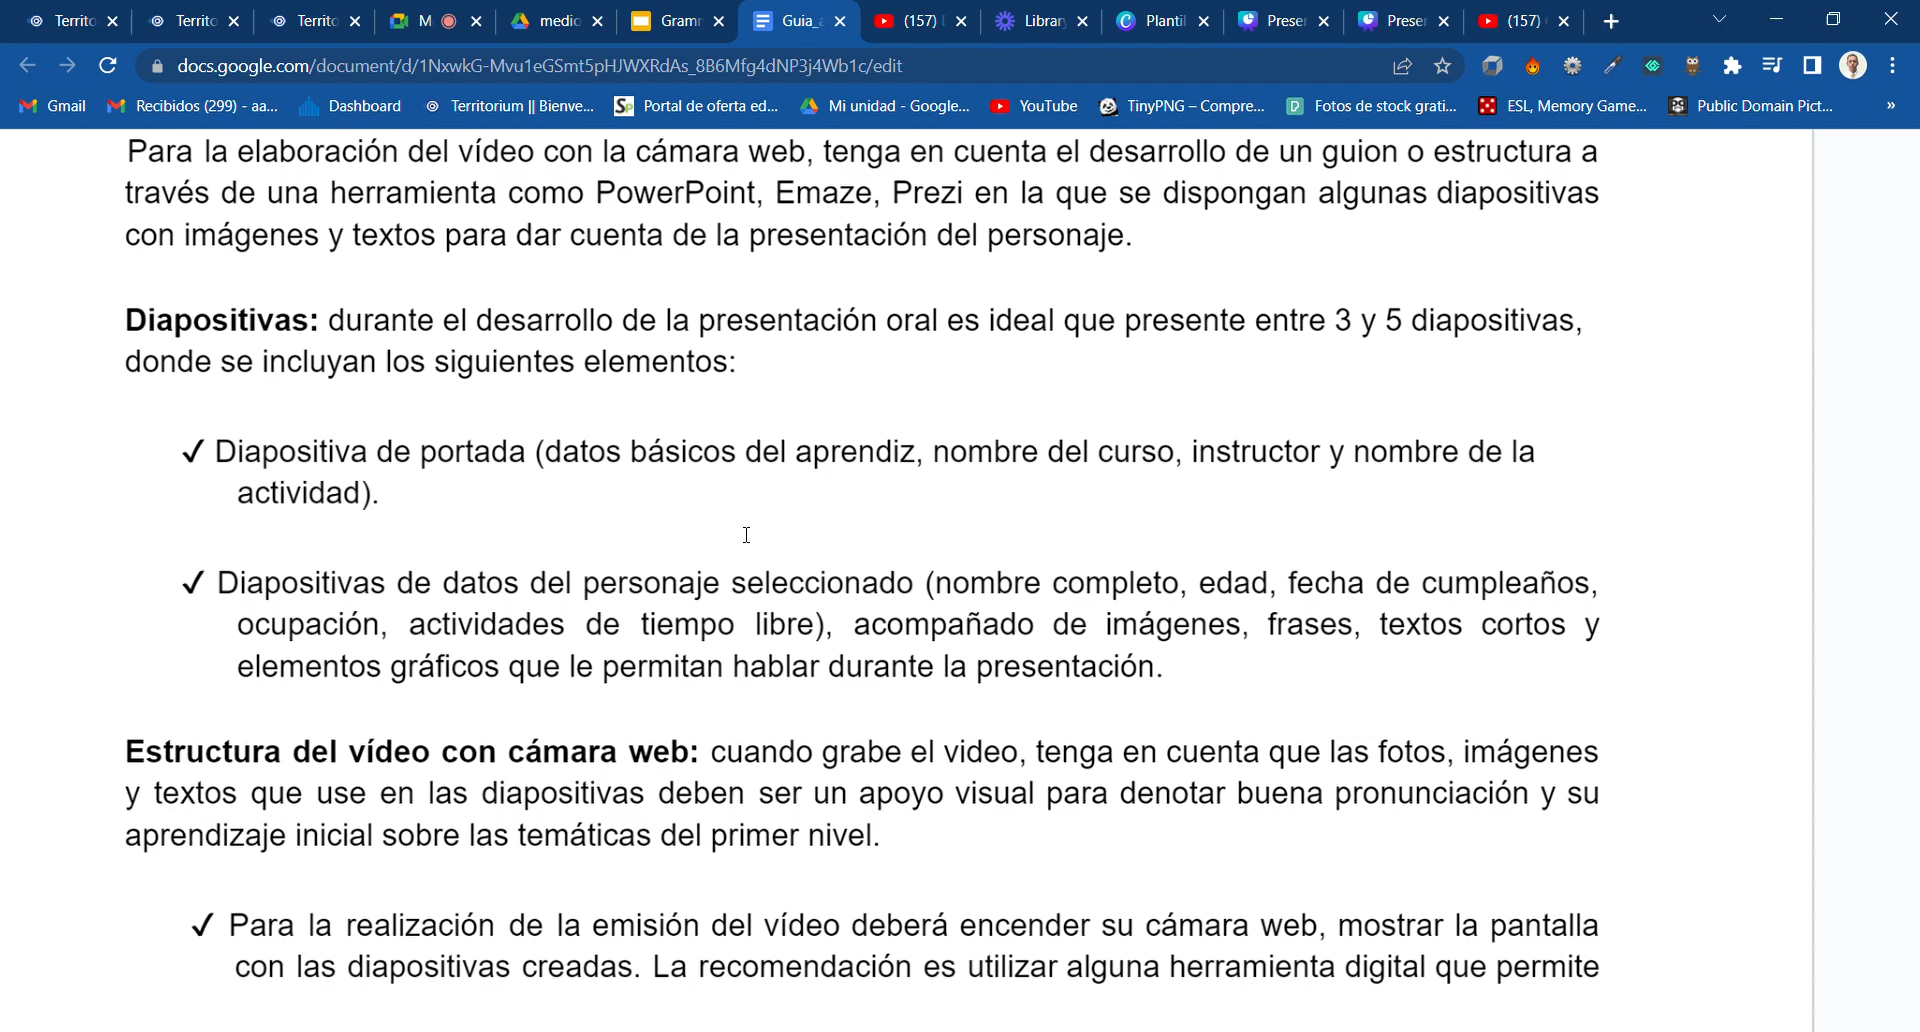 Territo
Territo
Territo
M
medio
Gramr
Guia_a
(157)
Librar
Plantil
Preser
Preser
(157)
docs.google.com/document/d/1NxwkG-Mvu1eGSmt5pHJWXRdAs_8B6Mfg4dNP3j4Wb1c/edit
Gmail
Recibidos (299) - aa...
Dashboard
Territorium || Bienve...
Portal de oferta ed...
Mi unidad - Google...
YouTube
TinyPNG – Compre...
Fotos de stock grati...
ESL, Memory Game...
Public Domain Pict...
»
Para la elaboración del vídeo con la cámara web, tenga en cuenta el desarrollo de un guion o estructura a
través de una herramienta como PowerPoint, Emaze, Prezi en la que se dispongan algunas diapositivas
con imágenes y textos para dar cuenta de la presentación del personaje.
Diapositivas: durante el desarrollo de la presentación oral es ideal que presente entre 3 y 5 diapositivas,
donde se incluyan los siguientes elementos:
✓ Diapositiva de portada (datos básicos del aprendiz, nombre del curso, instructor y nombre de la
actividad).
✓ Diapositivas de datos del personaje seleccionado (nombre completo, edad, fecha de cumpleaños,
ocupación, actividades de tiempo libre), acompañado de imágenes, frases, textos cortos y
elementos gráficos que le permitan hablar durante la presentación.
Estructura del vídeo con cámara web: cuando grabe el video, tenga en cuenta que las fotos, imágenes
y textos que use en las diapositivas deben ser un apoyo visual para denotar buena pronunciación y su
aprendizaje inicial sobre las temáticas del primer nivel.
✓ Para la realización de la emisión del vídeo deberá encender su cámara web, mostrar la pantalla
con las diapositivas creadas. La recomendación es utilizar alguna herramienta digital que permite